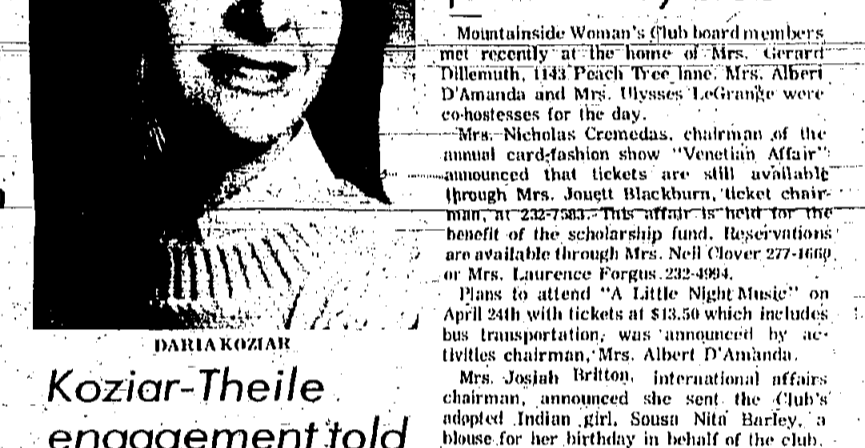 DARIA KOZIAR
Koziar-Theile
engagement told
Mountainside Woman's Club board members
met recently at the home of Mrs. Gerard
Dillemuth, 1143 Peach Tree lane. Mrs. Albert
D'Amanda and Mrs. Ulysses LeGrange were
co-hostesses for the day.
Mrs. Nicholas Cremedas, chairman of the
annual card-fashion show "Venetian Affair"
announced that tickets are still available
through Mrs. Jouett Blackburn, ticket chair-
man, at 232-7583. This affair is held for the
benefit of the scholarship fund. Reservations
are available through Mrs. Neil Clover 277-1660
or Mrs. Laurence Forgus 232-4994.
Plans to attend "A Little Night Music" on
April 24th with tickets at $13.50 which includes
bus transportation, was announced by ac-
tivities chairman, Mrs. Albert D'Amanda.
Mrs. Josiah Britton, international affairs
chairman, announced she sent the Club's
adopted Indian girl, Sousa Nita Barley, a
blouse for her birthday in behalf of the club.